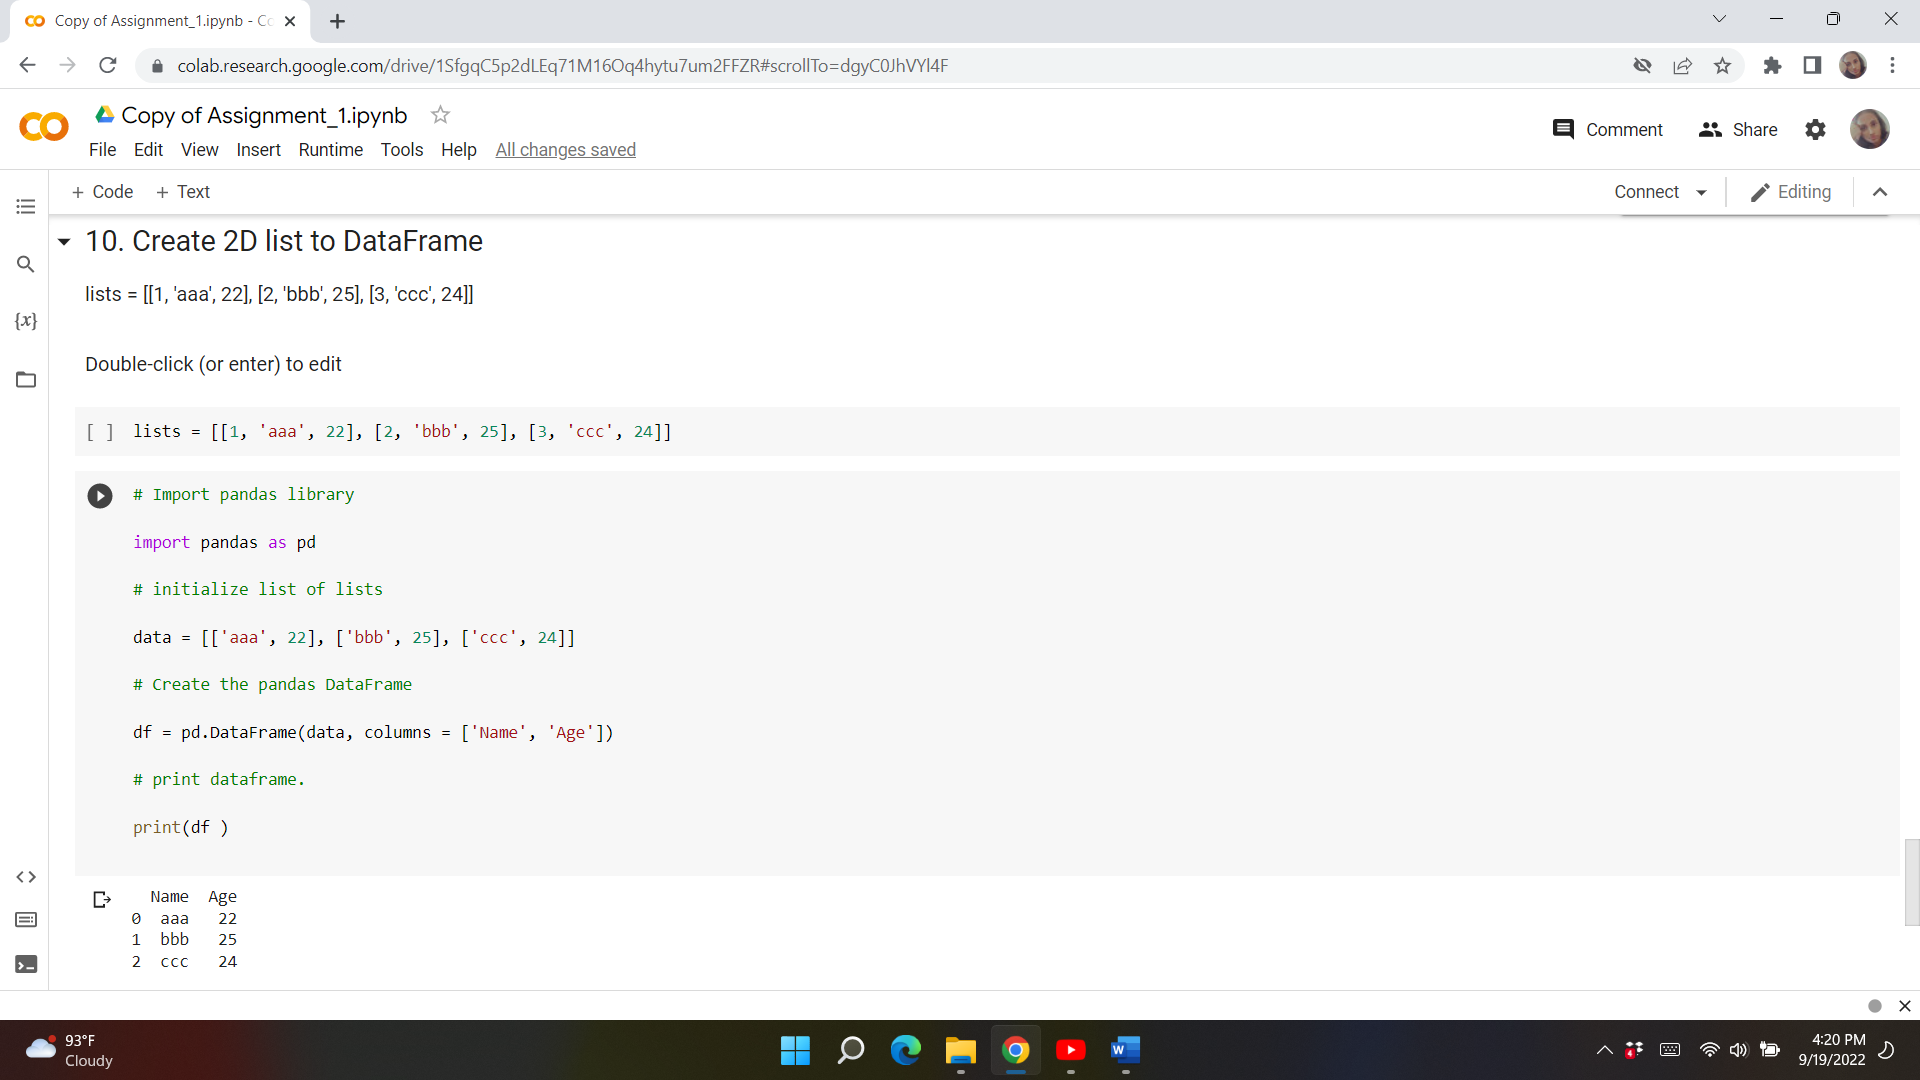 Copy of Assignment_1.ipynb - Co
colab.research.google.com/drive/1SfgqC5p2dLEq71M16Oq4hytu7um2FFZR#scrollTo=dgyC0JhVYl4F
Copy of Assignment_1.ipynb
Comment
Share
File Edit View Insert Runtime Tools Help All changes saved
+ Code + Text
Connect
Editing
10. Create 2D list to DataFrame
lists = [[1, 'aaa', 22], [2, 'bbb', 25], [3, 'ccc', 24]]
{x}
Double-click (or enter) to edit
[ ] lists = [[1, 'aaa', 22], [2, 'bbb', 25], [3, 'ccc', 24]]
# Import pandas library
import pandas as pd
# initialize list of lists
data = [['aaa', 22], ['bbb', 25], ['ccc', 24]]
# Create the pandas DataFrame
df = pd.DataFrame(data, columns = ['Name', 'Age'])
# print dataframe.
print(df )
Name Age
0 aaa 22
1 bbb 25
2 ccc 24
93°F
Cloudy
W
4
4:20 PM
9/19/2022